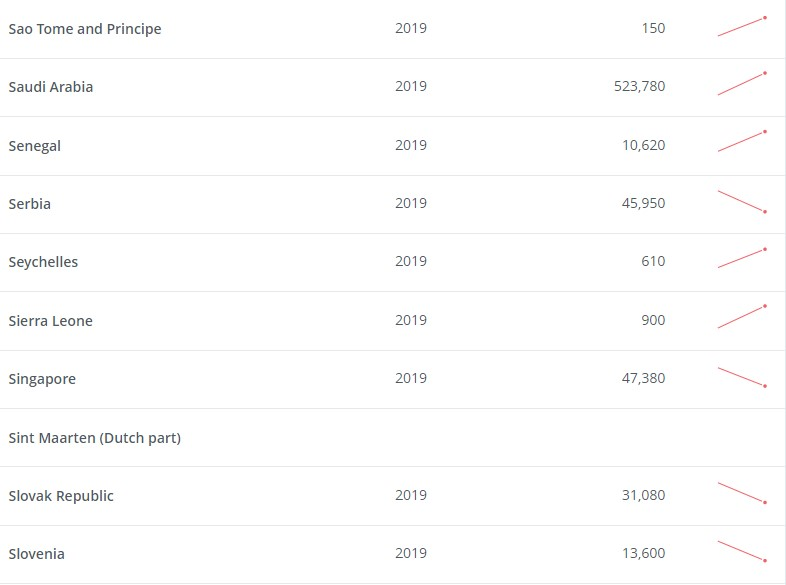 Sao Tome and Principe 2019 150
Saudi Arabia 2019 523,780
Senegal 2019 10,620
Serbia 2019 45,950
Seychelles 2019 610
Sierra Leone 2019 900
Singapore 2019 47,380
Sint Maarten (Dutch part)
Slovak Republic 2019 31,080
Slovenia 2019 13,600